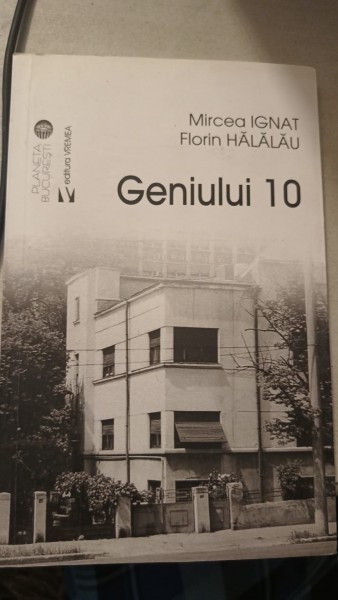 Mircea IGNAT
Florin HĂLĂLĂU
PLANETA
BUCUREȘTI
editura VREMEA
Geniului 10